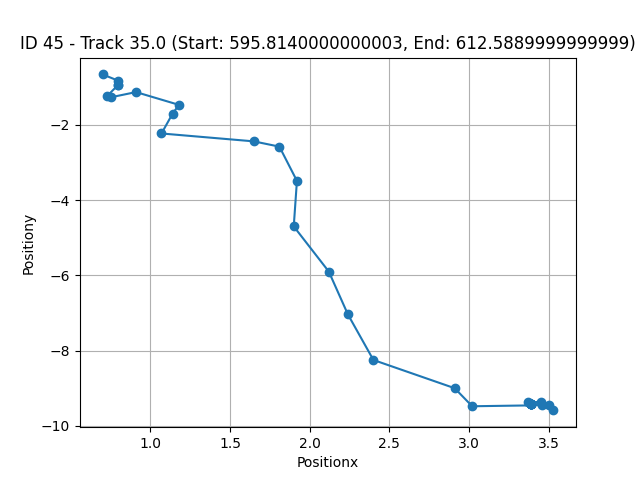 ID 45 - Track 35.0 (Start: 595.8140000000003, End: 612.5889999999999)
−2
−4
−6
−8
−10
Positiony
1.0 1.5 2.0 2.5 3.0 3.5
Positionx